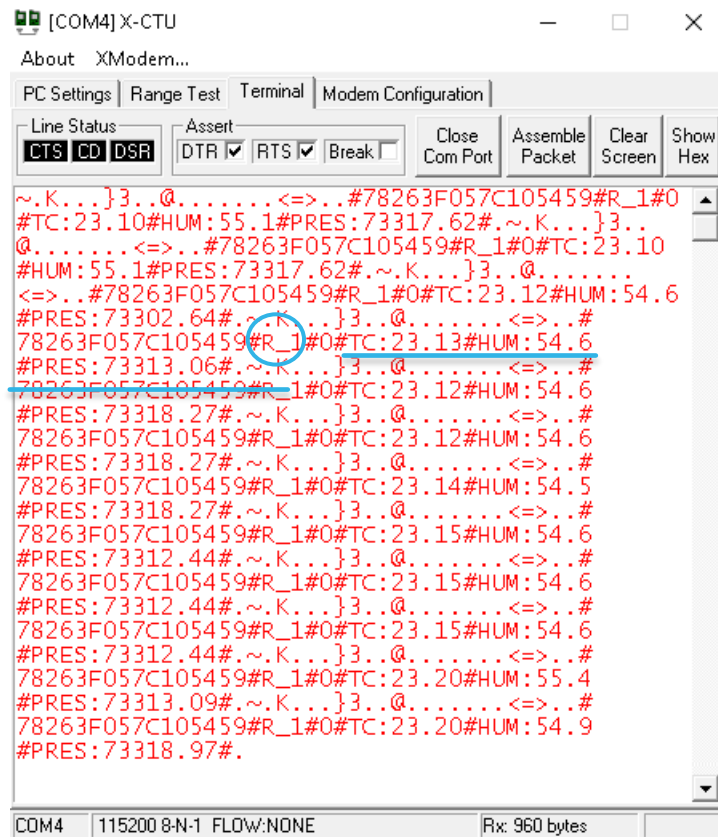 [COM4] X-CTU
About XModem...
PC Settings Range Test Terminal Modem Configuration
Line Status
CTS CD DSR
Assert
DTR RTS Break
Close Com Port
Assemble Packet
Clear Screen
Show Hex
~.K...}3..@.......<=>..#78263F057C105459#R_1#0
#TC:23.10#HUM:55.1#PRES:73317.62#.~.K...}3..
@.......<=>..#78263F057C105459#R_1#0#TC:23.10
#HUM:55.1#PRES:73317.62#.~.K...}3..@.......
<=>..#78263F057C105459#R_1#0#TC:23.12#HUM:54.6
#PRES:73302.64#.~.K...}3..@.......<=>..#
78263F057C105459#R_1#0#TC:23.13#HUM:54.6
#PRES:73313.06#.~.K...}3..@.......<=>..#
78263F057C105459#R_1#0#TC:23.12#HUM:54.6
#PRES:73318.27#.~.K...}3..@.......<=>..#
78263F057C105459#R_1#0#TC:23.12#HUM:54.6
#PRES:73318.27#.~.K...}3..@.......<=>..#
78263F057C105459#R_1#0#TC:23.14#HUM:54.5
#PRES:73318.27#.~.K...}3..@.......<=>..#
78263F057C105459#R_1#0#TC:23.15#HUM:54.6
#PRES:73312.44#.~.K...}3..@.......<=>..#
78263F057C105459#R_1#0#TC:23.15#HUM:54.6
#PRES:73312.44#.~.K...}3..@.......<=>..#
78263F057C105459#R_1#0#TC:23.15#HUM:54.6
#PRES:73312.44#.~.K...}3..@.......<=>..#
78263F057C105459#R_1#0#TC:23.20#HUM:55.4
#PRES:73313.09#.~.K...}3..@.......<=>..#
78263F057C105459#R_1#0#TC:23.20#HUM:54.9
#PRES:73318.97#.
COM4 115200 8-N-1 FLOW:NONE Rx: 960 bytes